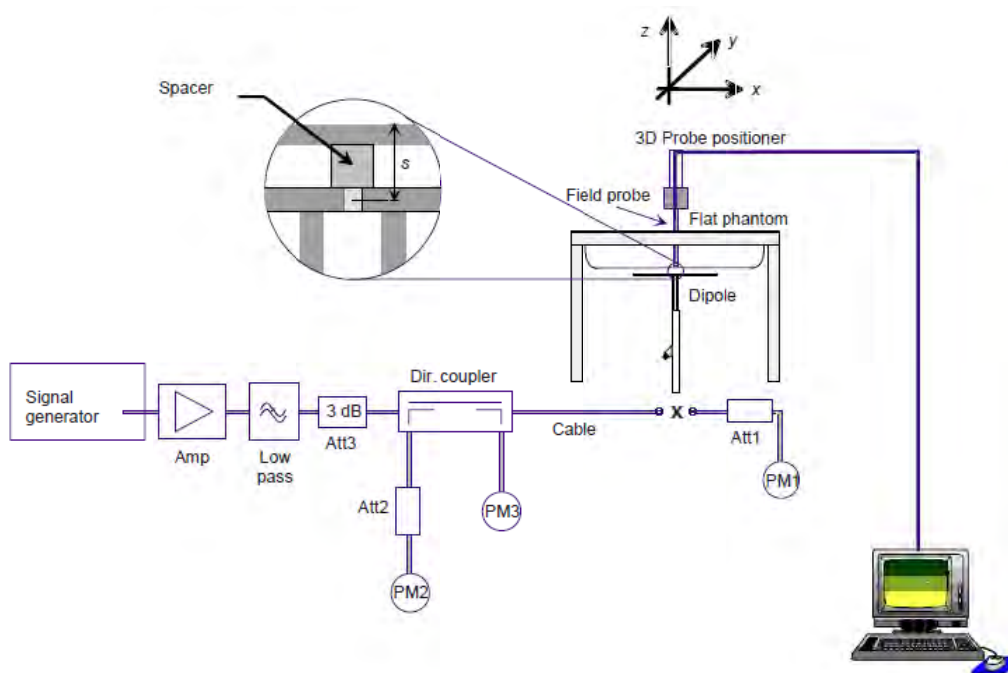 z
y
x
Spacer
s
3D Probe positioner
Field probe
Flat phantom
Dipole
Signal
generator
Amp
Low
pass
3 dB
Att3
Dir. coupler
Cable
x
Att1
PM1
Att2
PM3
PM2